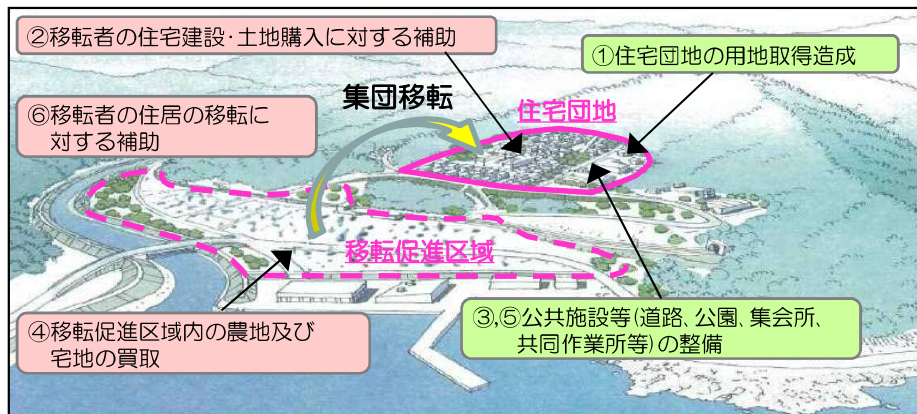 ②移転者の住宅建設･土地購入に対する補助
①住宅団地の用地取得造成
集団移転
住宅団地
⑥移転者の住居の移転に
対する補助
移転促進区域
④移転促進区域内の農地及び
宅地の買取
③,⑤公共施設等(道路、公園、集会所、
共同作業所等)の整備